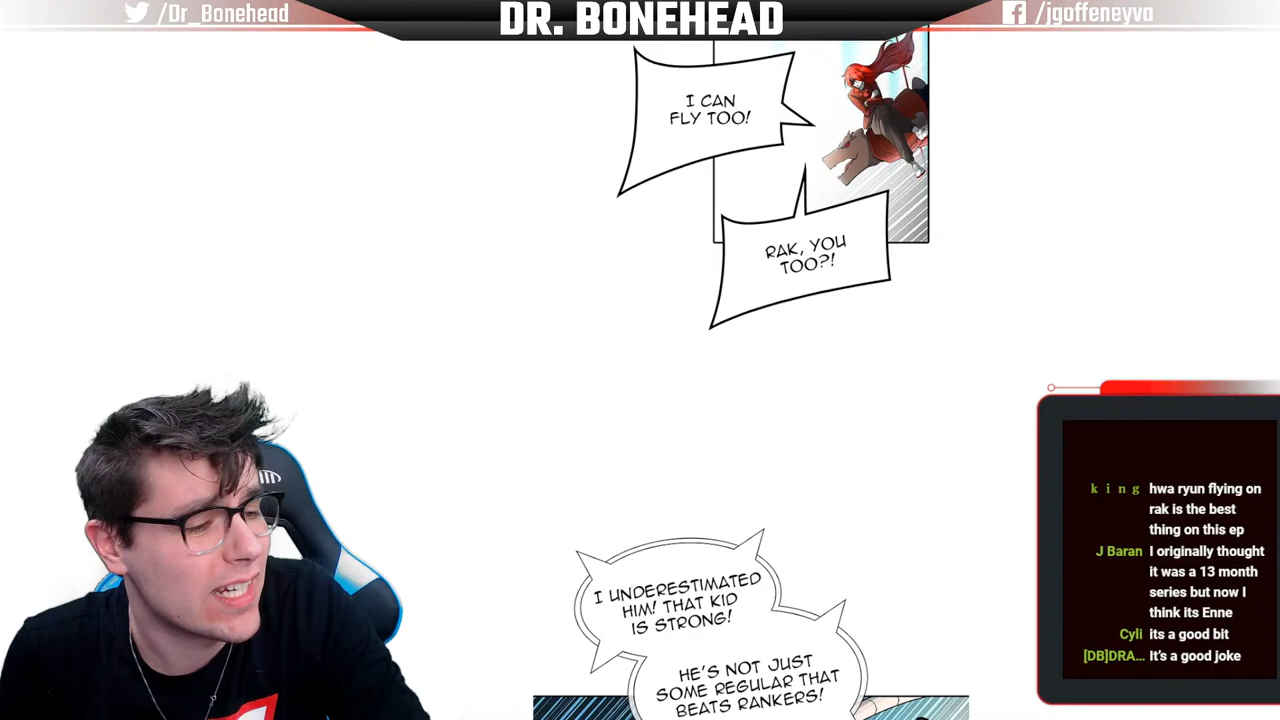 /Dr_Bonehead
DR. BONEHEAD
/jgoffeneyva
I CAN
FLY TOO!
RAK, YOU
TOO?!
I UNDERESTIMATED
HIM! THAT KID
IS STRONG!
HE'S NOT JUST
SOME REGULAR THAT
BEATS RANKERS!
k i n g hwa ryun flying on
rak is the best
thing on this ep
J Baran I originally thought
it was a 13 month
series but now I
think its Enne
Cyli its a good bit
[DB]DRA... It's a good joke